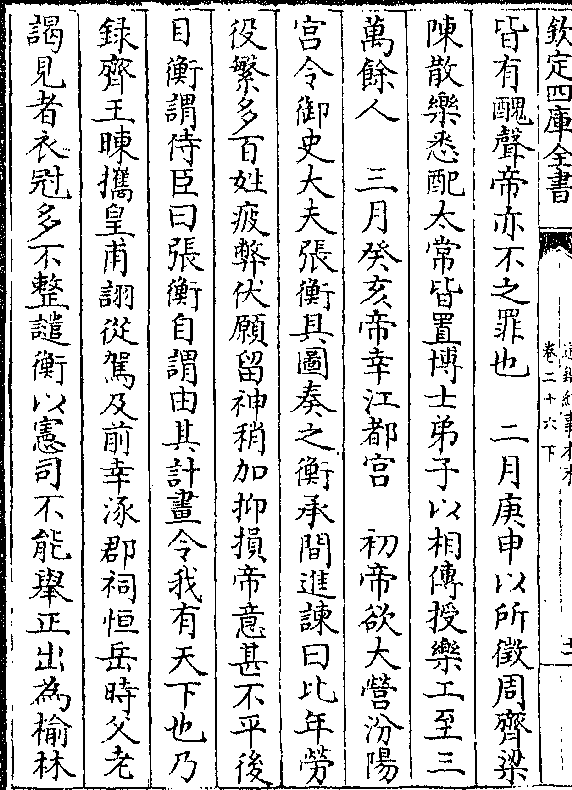 欽定四庫全書
通鑑紀事本末
卷二十六下
皆有醜聲帝亦不之罪也　二月庚申以所徵周齊梁
陳散樂悉配太常皆置博士弟子以相傳授樂工至三
萬餘人　三月癸亥帝幸江都宫　初帝欲大營汾陽
宫令御史大夫張衡具圖奏之衡承間進諫曰比年勞
役繁多百姓疲弊伏願留神稍加抑損帝意甚不平後
目衡謂侍臣曰張衡自謂由其計畫令我有天下也乃
録齊王暕攜皇甫詡從駕及前幸涿郡祠恒岳時父老
謁見者衣冠多不整譴衡以憲司不能舉正出為榆林